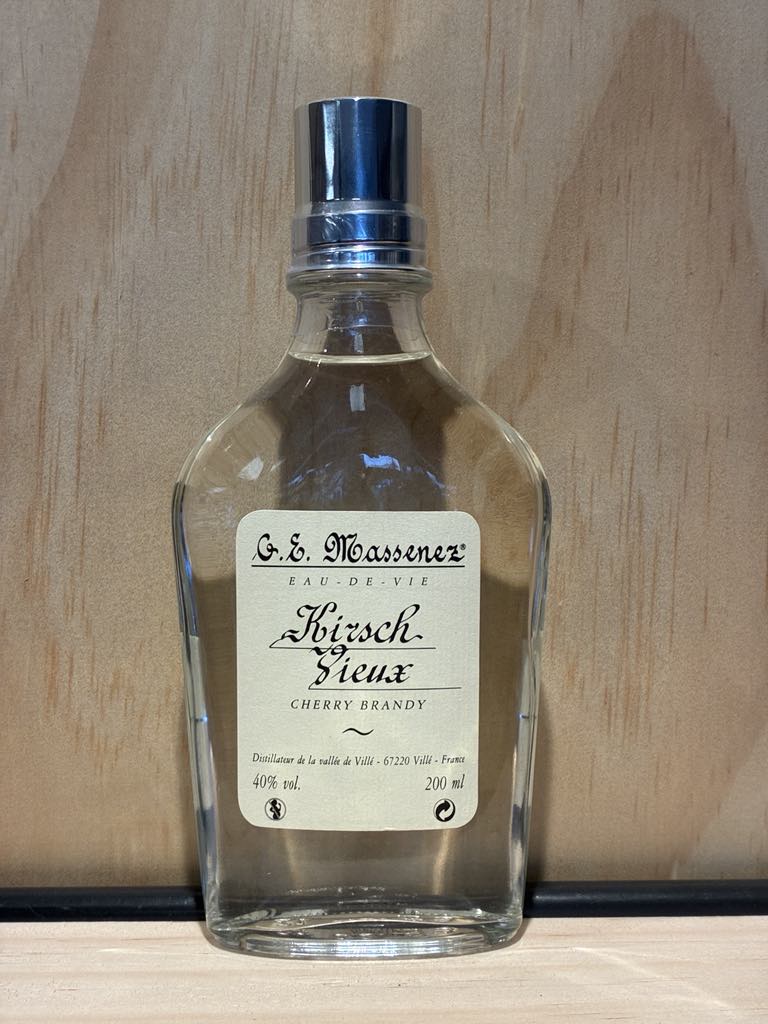 G. E. Massenez®
EAU-DE-VIE
Kirsch
Vieux
CHERRY BRANDY
Distillateur de la vallée de Villé - 67220 Villé - France
40% vol. 200 ml